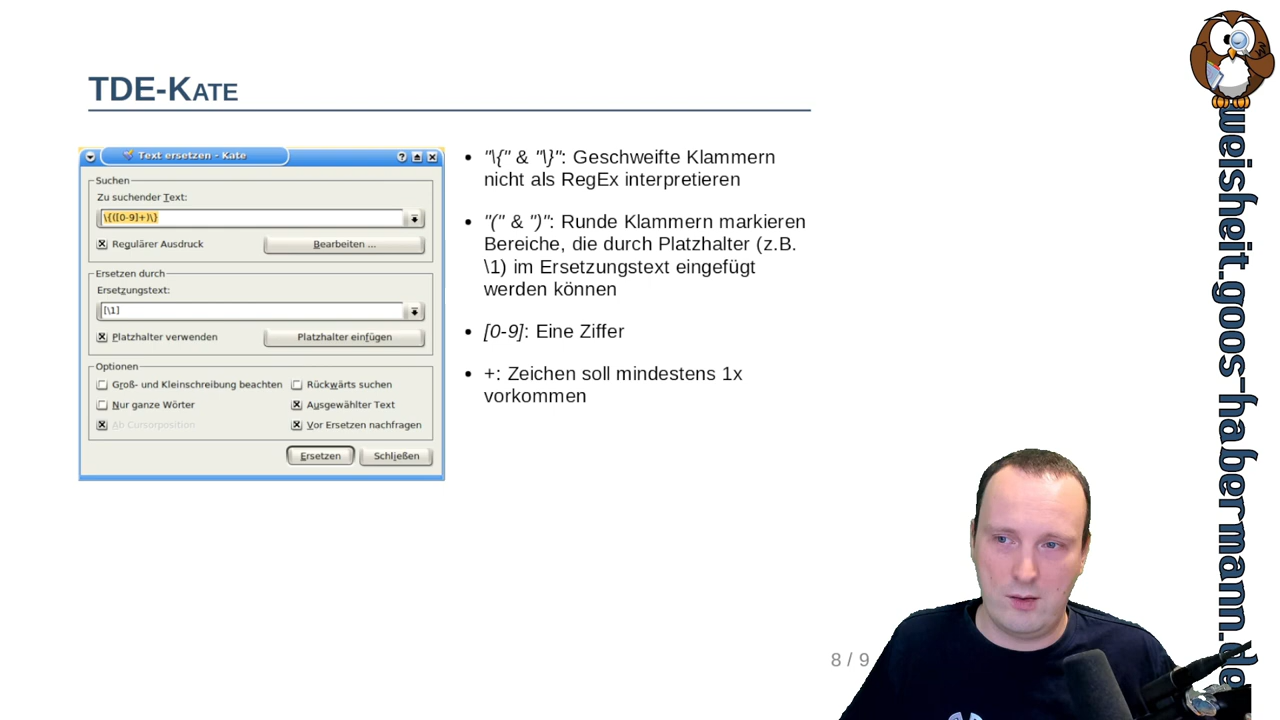 TDE-KATE
Text ersetzen - Kate
Suchen
Zu suchender Text:
\{([0-9]+)\}
Regulärer Ausdruck
Bearbeiten ...
Ersetzen durch
Ersetzungstext:
[\1]
Platzhalter verwenden
Platzhalter einfügen
Optionen
Groß- und Kleinschreibung beachten
Rückwärts suchen
Nur ganze Wörter
Ausgewählter Text
Ab Cursorposition
Vor Ersetzen nachfragen
Ersetzen
Schließen
• "\{" & "\}": Geschweifte Klammern
nicht als RegEx interpretieren
• "(" & ")": Runde Klammern markieren
Bereiche, die durch Platzhalter (z.B.
\1) im Ersetzungstext eingefügt
werden können
• [0-9]: Eine Ziffer
• +: Zeichen soll mindestens 1x
vorkommen
8 / 9
weisheit.goos-habermann.de